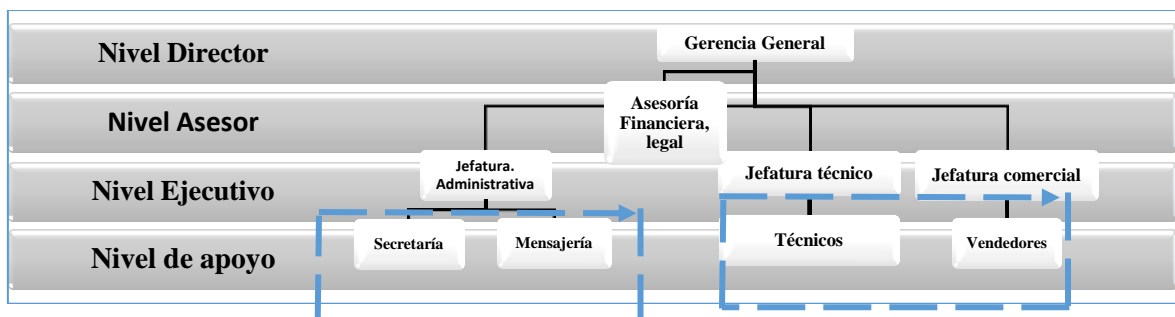 Nivel Director
Gerencia General
Nivel Asesor
Asesoría
Financiera,
legal
Nivel Ejecutivo
Jefatura.
Administrativa
Jefatura técnico
Jefatura comercial
Nivel de apoyo
Secretaría
Mensajería
Técnicos
Vendedores